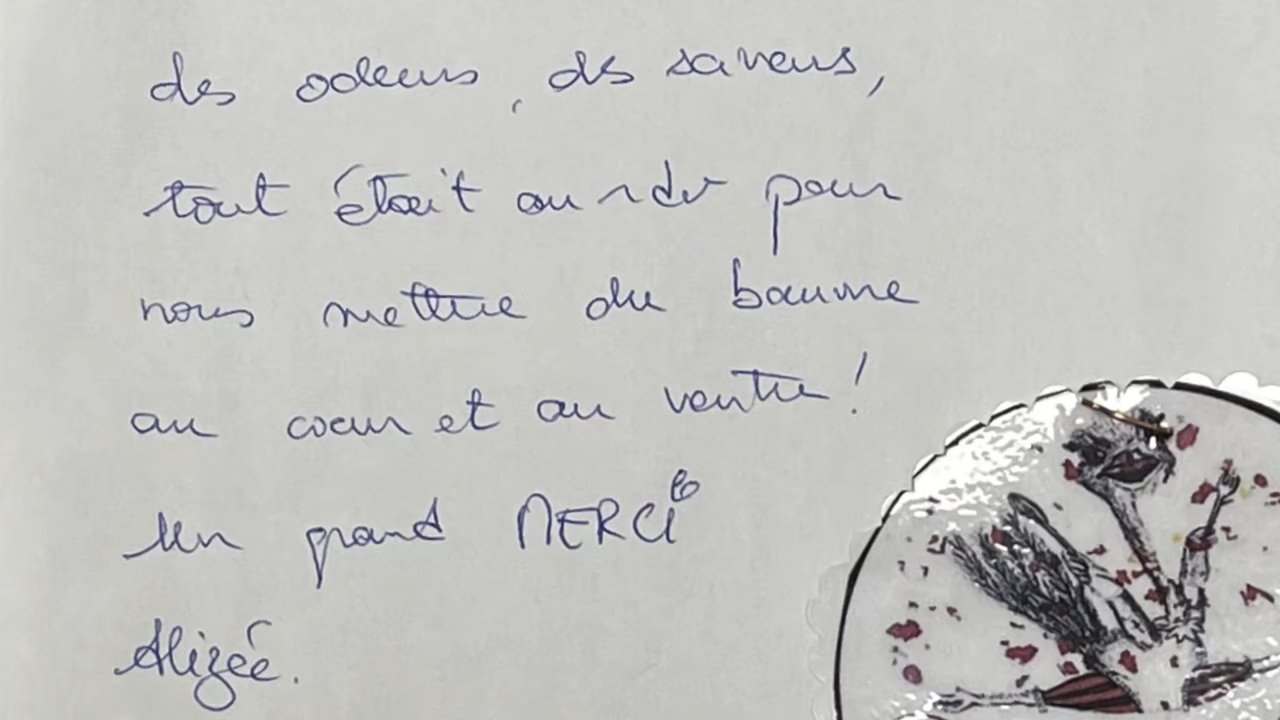 des odeurs, des saveurs,
tout était au rdv pour
nous mettre du baume
au coeur et au ventre !
Un grand MERCI
Alizée.